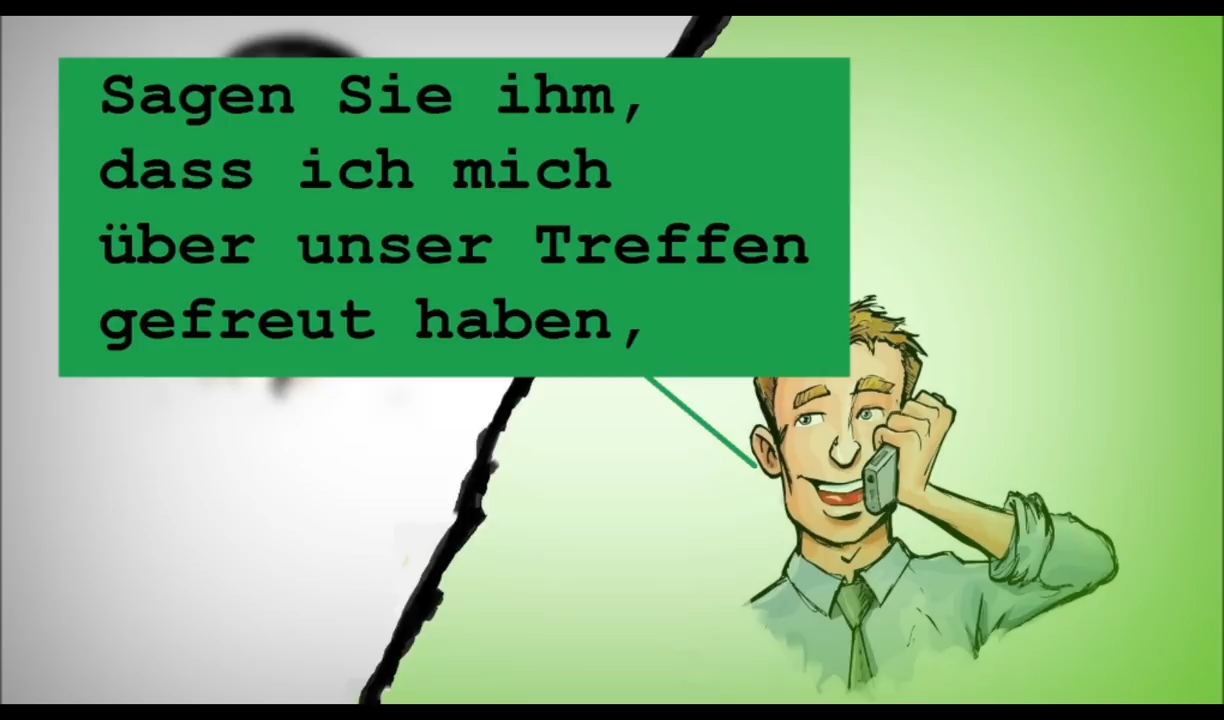 Sagen Sie ihm,
dass ich mich
über unser Treffen
gefreut haben,